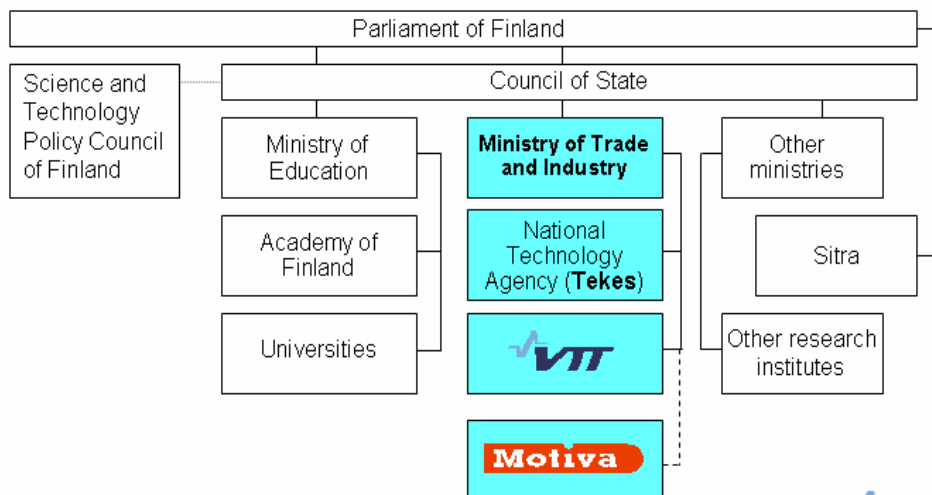 Parliament of Finland
Science and
Technology
Policy Council
of Finland
Council of State
Ministry of
Education
Ministry of Trade
and Industry
Other
ministries
Academy of
Finland
National
Technology
Agency (Tekes)
Sitra
Universities
VTT
Other research
institutes
Motiva